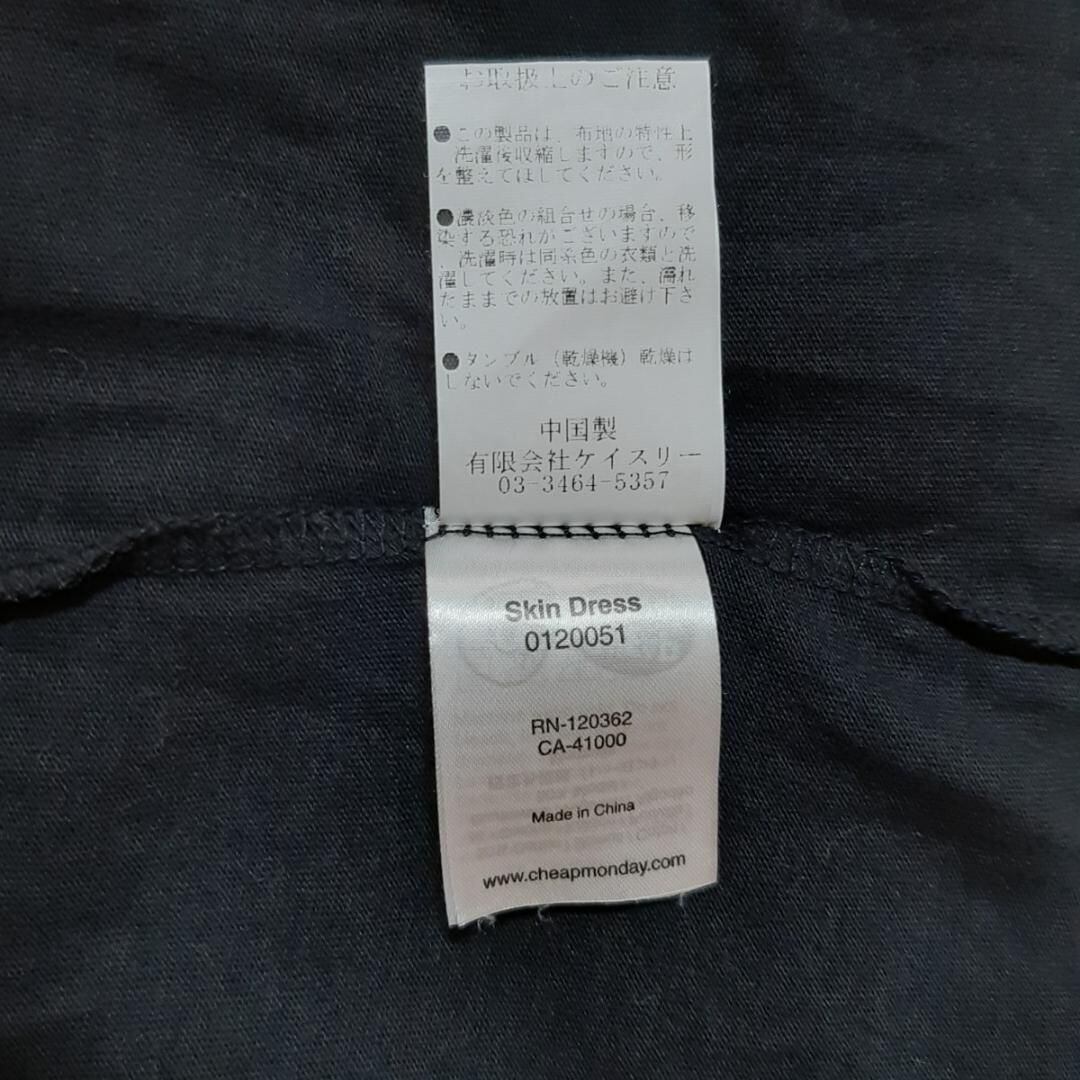 お取扱上のご注意
●この製品は、布地の特性上
洗濯後収縮しますので、形
を整えてほしてください。
●濃淡色の組合せの場合、移
染する恐れがございますので
、洗濯時は同系色の衣類と洗
濯してください。また、濡れ
たままでの放置はお避け下さ
い。
●タンブル（乾燥機）乾燥は
しないでください。
中国製
有限会社ケイスリー
03-3464-5357
Skin Dress
0120051
RN-120362
CA-41000
Made in China
www.cheapmonday.com